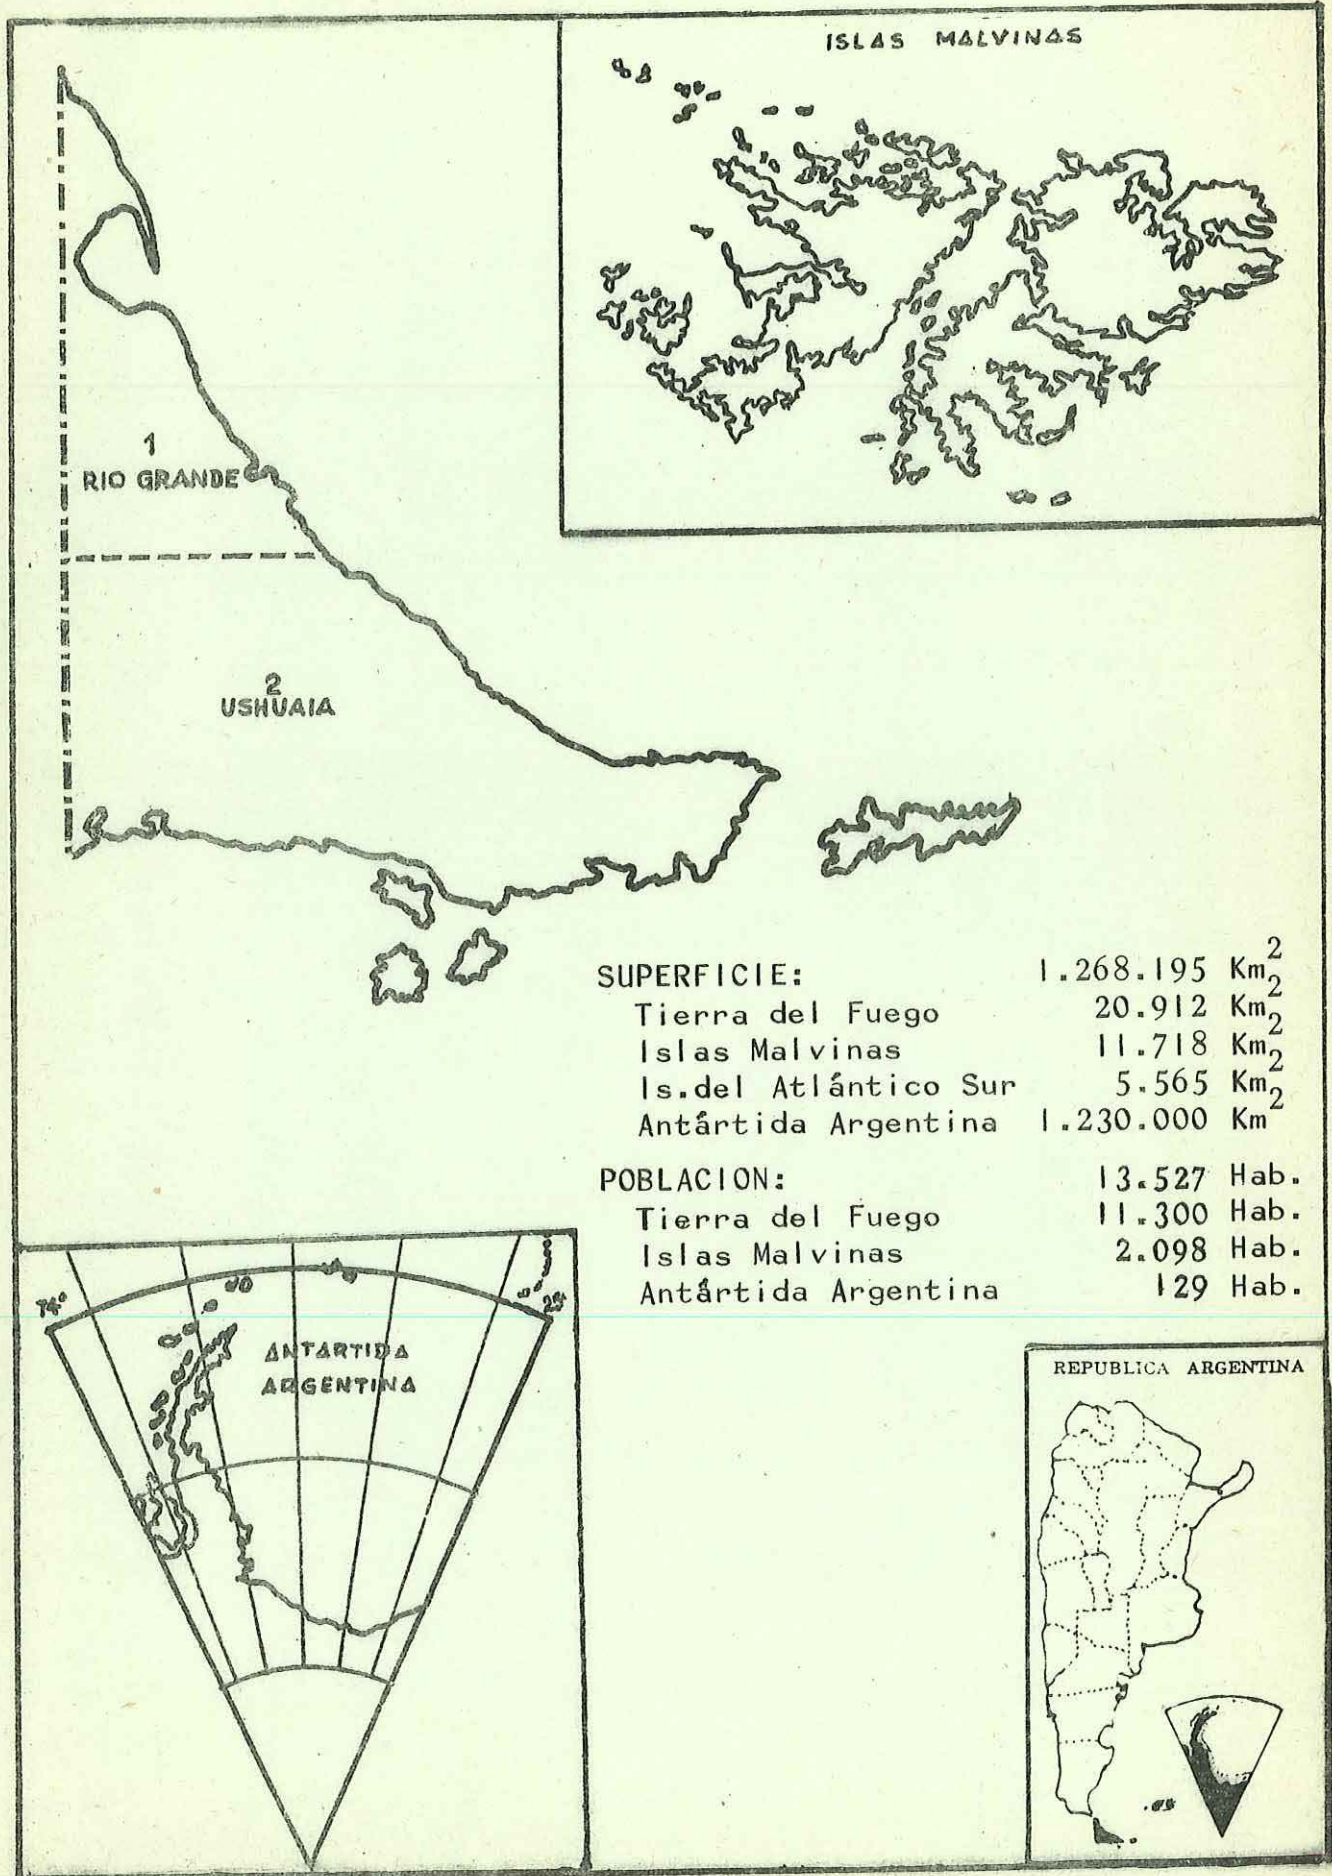 ISLAS MALVINAS
1
RIO GRANDE
2
USHUAIA
SUPERFICIE: 1.268.195 Km²
Tierra del Fuego 20.912 Km²
Islas Malvinas 11.718 Km²
Is.del Atlántico Sur 5.565 Km²
Antártida Argentina 1.230.000 Km²
POBLACION: 13.527 Hab.
Tierra del Fuego 11.300 Hab.
Islas Malvinas 2.098 Hab.
Antártida Argentina 129 Hab.
74°
ANTARTIDA
ARGENTINA
REPUBLICA ARGENTINA